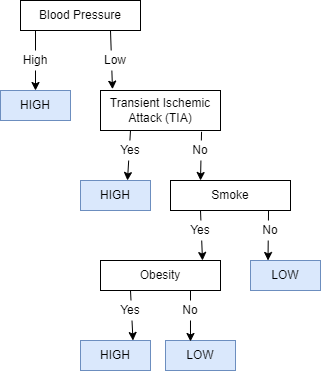 Blood Pressure
High
Low
HIGH
Transient Ischemic
Attack (TIA)
Yes
No
HIGH
Smoke
Yes
No
Obesity
LOW
Yes
No
HIGH
LOW